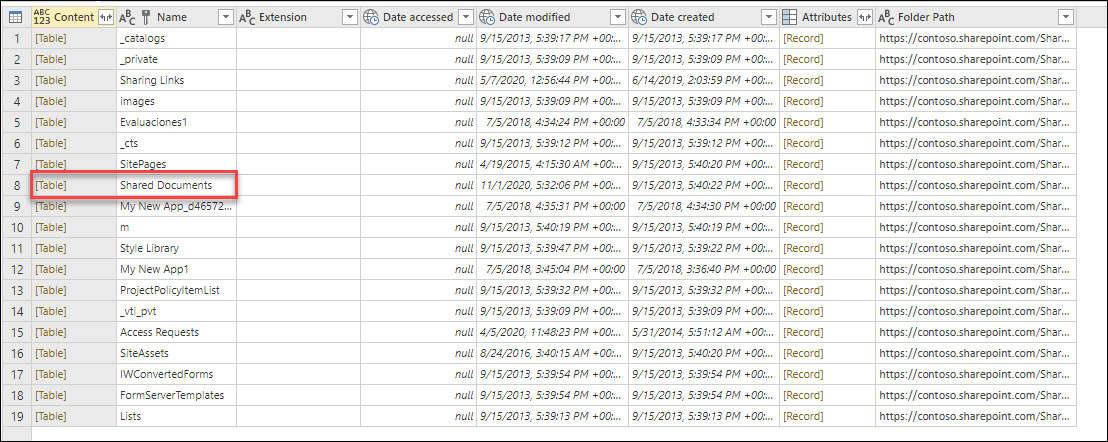 ABC 123 Content ABC Name ABC Extension Date accessed Date modified Date created Attributes ABC Folder Path
1 [Table] _catalogs null 9/15/2013, 5:39:17 PM +00:... 9/15/2013, 5:39:17 PM +00:... [Record] https://contoso.sharepoint.com/Shar...
2 [Table] _private null 9/15/2013, 5:39:09 PM +00:... 9/15/2013, 5:39:09 PM +00:... [Record] https://contoso.sharepoint.com/Shar...
3 [Table] Sharing Links null 5/7/2020, 12:56:44 PM +00:... 6/14/2019, 2:03:59 PM +00:... [Record] https://contoso.sharepoint.com/Shar...
4 [Table] images null 9/15/2013, 5:39:09 PM +00:... 9/15/2013, 5:39:09 PM +00:... [Record] https://contoso.sharepoint.com/Shar...
5 [Table] Evaluaciones1 null 7/5/2018, 4:34:24 PM +00:00 7/5/2018, 4:33:34 PM +00:00 [Record] https://contoso.sharepoint.com/Shar...
6 [Table] _cts null 9/15/2013, 5:39:12 PM +00:... 9/15/2013, 5:39:12 PM +00:... [Record] https://contoso.sharepoint.com/Shar...
7 [Table] SitePages null 4/19/2015, 4:15:30 AM +00:... 9/15/2013, 5:40:20 PM +00:... [Record] https://contoso.sharepoint.com/Shar...
8 [Table] Shared Documents null 11/1/2020, 5:32:06 PM +00:... 9/15/2013, 5:40:22 PM +00:... [Record] https://contoso.sharepoint.com/Shar...
9 [Table] My New App_d46572... null 7/5/2018, 4:35:31 PM +00:00 7/5/2018, 4:34:30 PM +00:00 [Record] https://contoso.sharepoint.com/Shar...
10 [Table] m null 9/15/2013, 5:40:19 PM +00:... 9/15/2013, 5:40:19 PM +00:... [Record] https://contoso.sharepoint.com/Shar...
11 [Table] Style Library null 9/15/2013, 5:39:47 PM +00:... 9/15/2013, 5:39:22 PM +00:... [Record] https://contoso.sharepoint.com/Shar...
12 [Table] My New App1 null 7/5/2018, 3:45:04 PM +00:00 7/5/2018, 3:36:40 PM +00:00 [Record] https://contoso.sharepoint.com/Shar...
13 [Table] ProjectPolicyItemList null 9/15/2013, 5:39:32 PM +00:... 9/15/2013, 5:39:32 PM +00:... [Record] https://contoso.sharepoint.com/Shar...
14 [Table] _vti_pvt null 9/15/2013, 5:39:09 PM +00:... 9/15/2013, 5:39:09 PM +00:... [Record] https://contoso.sharepoint.com/Shar...
15 [Table] Access Requests null 4/5/2020, 11:48:23 PM +00:... 5/31/2014, 5:51:12 AM +00:... [Record] https://contoso.sharepoint.com/Shar...
16 [Table] SiteAssets null 8/24/2016, 3:40:15 AM +00:... 9/15/2013, 5:40:20 PM +00:... [Record] https://contoso.sharepoint.com/Shar...
17 [Table] IWConvertedForms null 9/15/2013, 5:39:54 PM +00:... 9/15/2013, 5:39:54 PM +00:... [Record] https://contoso.sharepoint.com/Shar...
18 [Table] FormServerTemplates null 9/15/2013, 5:39:54 PM +00:... 9/15/2013, 5:39:54 PM +00:... [Record] https://contoso.sharepoint.com/Shar...
19 [Table] Lists null 9/15/2013, 5:39:13 PM +00:... 9/15/2013, 5:39:13 PM +00:... [Record] https://contoso.sharepoint.com/Shar...